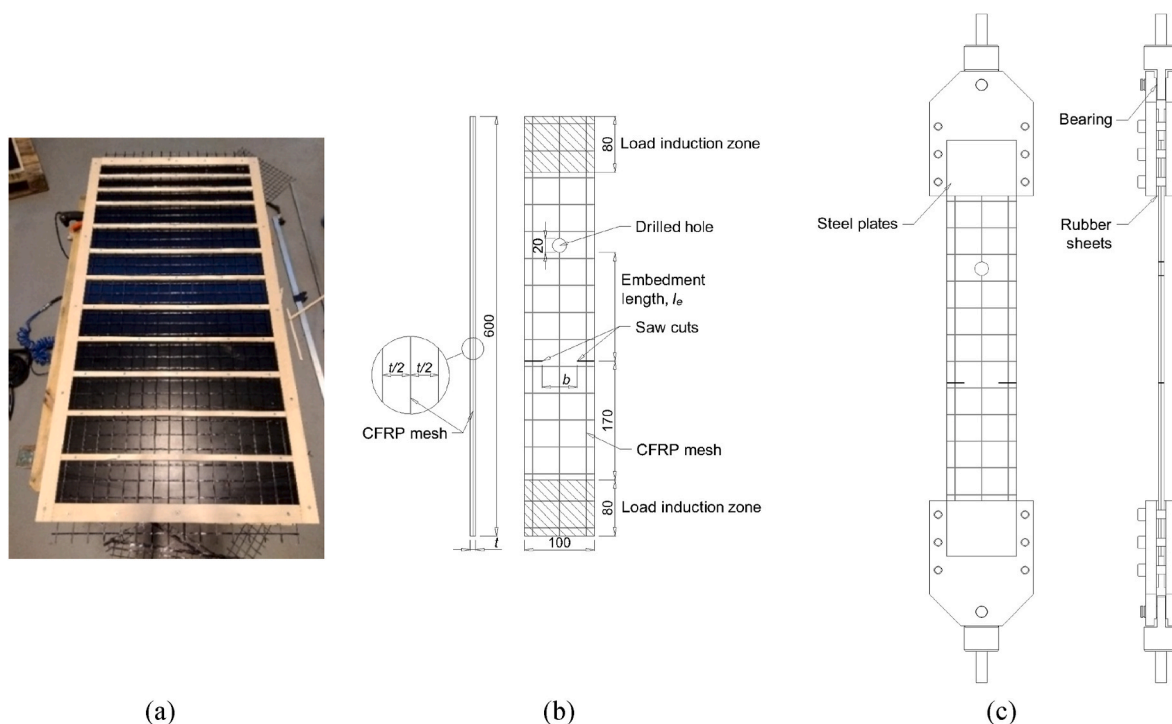 80
Load induction zone
Drilled hole
20
Embedment
length, le
Saw cuts
600
t/2 t/2
b
CFRP mesh
170
CFRP mesh
80
Load induction zone
t
100
Bearing
Steel plates
Rubber
sheets
(a)
(b)
(c)